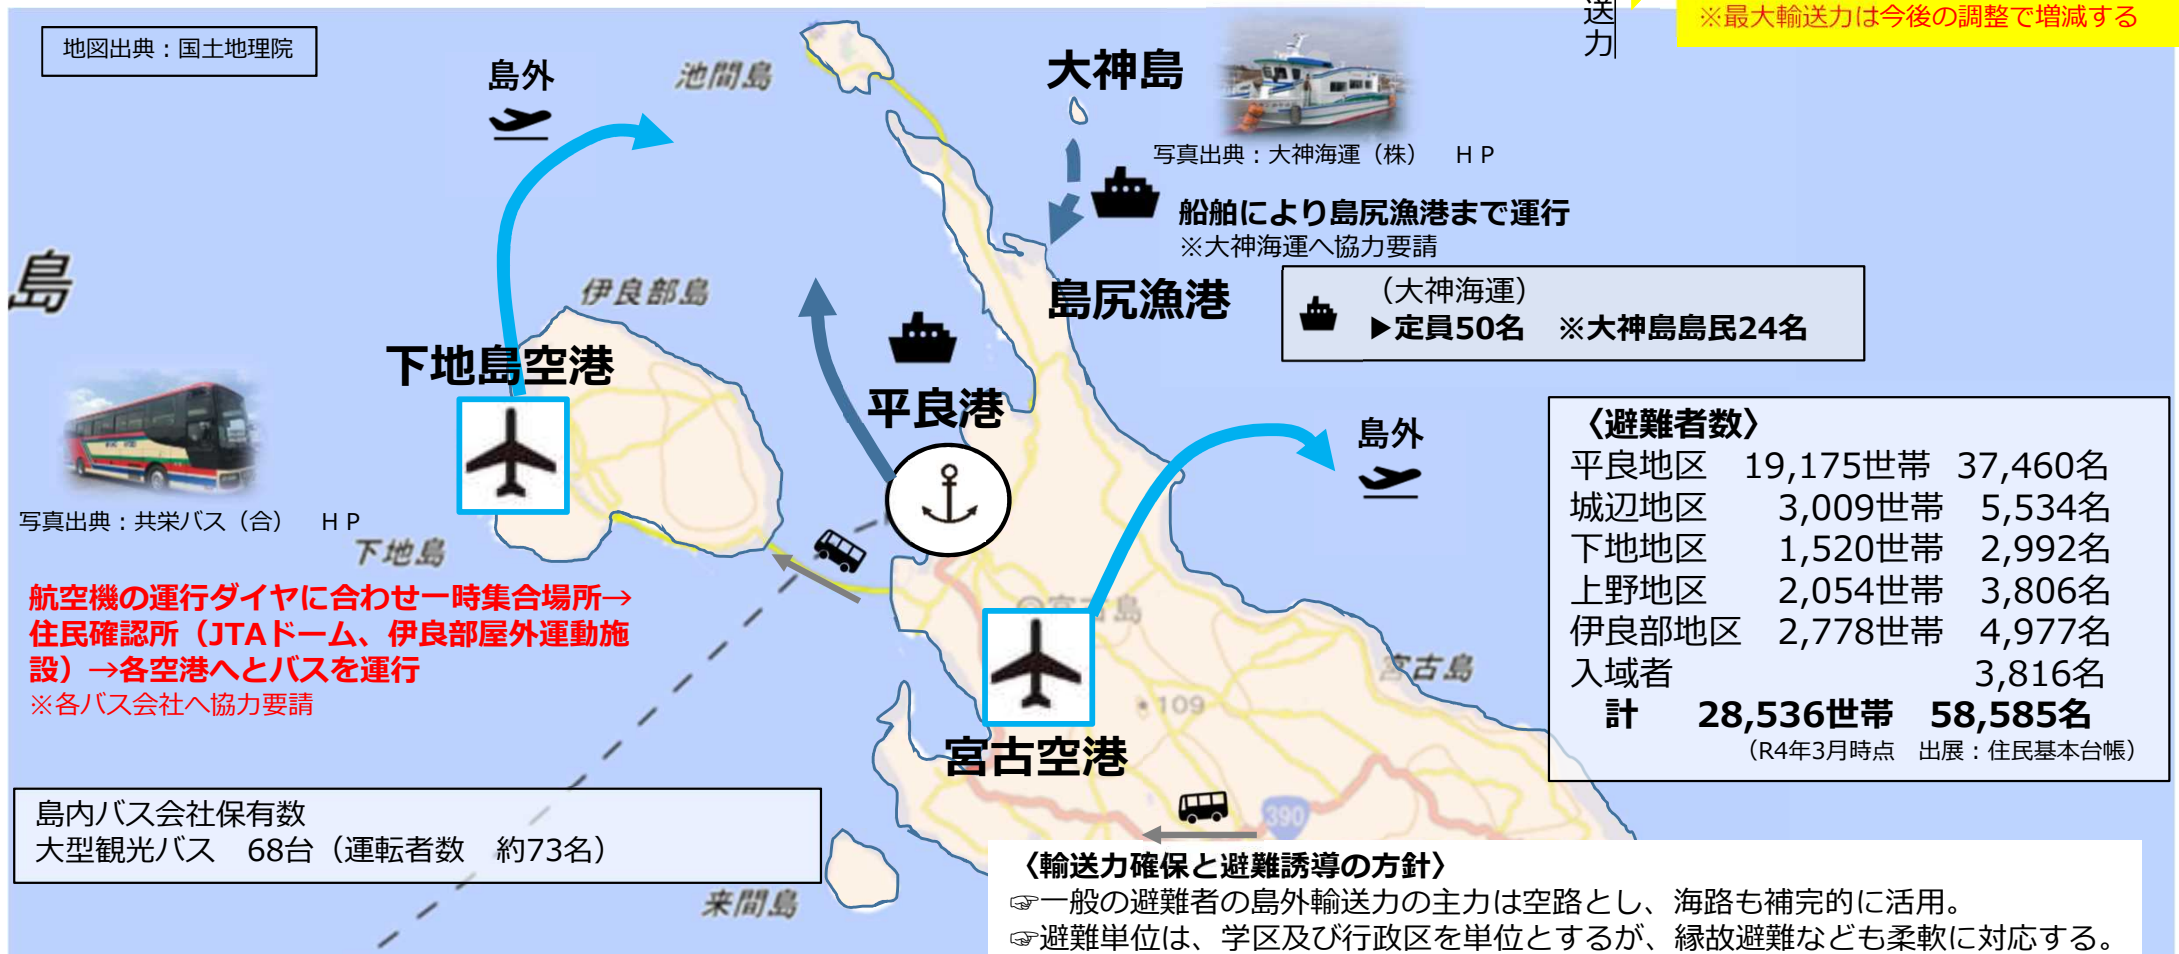 送力
※最大輸送力は今後の調整で増減する
地図出典：国土地理院
島外
池間島
大神島
写真出典：大神海運（株）　ＨＰ
船舶により島尻漁港まで運行
※大神海運へ協力要請
島
伊良部島
島尻漁港
（大神海運）
▶定員50名　※大神島島民24名
下地島空港
平良港
島外
写真出典：共栄バス（合）　ＨＰ
下地島
航空機の運行ダイヤに合わせ一時集合場所→
住民確認所（JTAドーム、伊良部屋外運動施
設）→各空港へとバスを運行
※各バス会社へ協力要請
〈避難者数〉
平良地区　19,175世帯　37,460名
城辺地区　3,009世帯　5,534名
下地地区　1,520世帯　2,992名
上野地区　2,054世帯　3,806名
伊良部地区　2,778世帯　4,977名
入域者　3,816名
計　28,536世帯　58,585名
（R4年3月時点　出展：住民基本台帳）
宮古島
宮古島
109
宮古空港
島内バス会社保有数
大型観光バス　68台（運転者数　約73名）
390
来間島
〈輸送力確保と避難誘導の方針〉
☞一般の避難者の島外輸送力の主力は空路とし、海路も補完的に活用。
☞避難単位は、学区及び行政区を単位とするが、縁故避難なども柔軟に対応する。